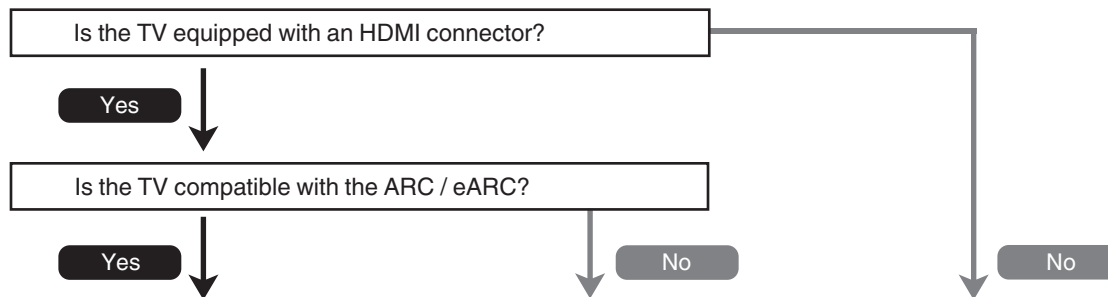 Is the TV equipped with an HDMI connector?
Yes
Is the TV compatible with the ARC / eARC?
Yes
No
No